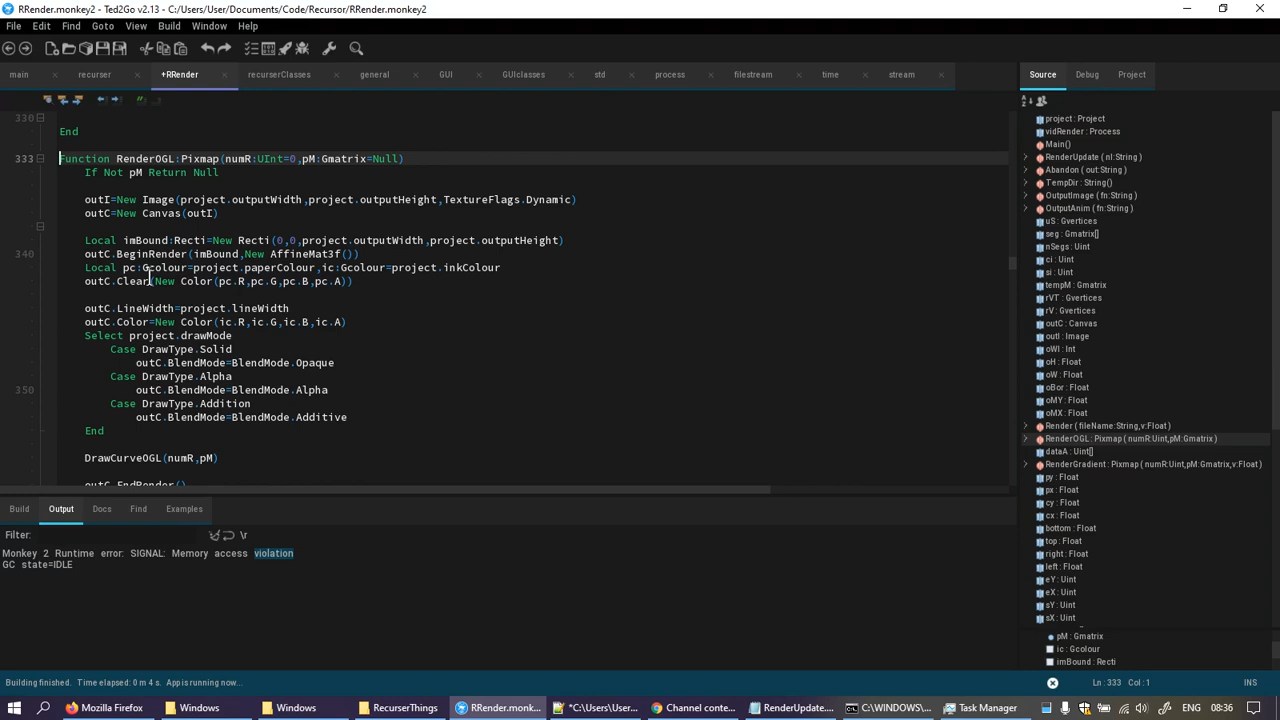 RRender.monkey2 - Ted2Go v2.13 - C:/Users/User/Documents/Code/Recursor/RRender.monkey2
File Edit Find Goto View Build Window Help
main recurser +RRender recurserClasses general GUI GUIclasses std process filestream time stream
330
End
333 Function RenderOGL:Pixmap(numR:UInt=0,pM:Gmatrix=Null)
If Not pM Return Null
outI=New Image(project.outputWidth,project.outputHeight,TextureFlags.Dynamic)
outC=New Canvas(outI)
Local imBound:Recti=New Recti(0,0,project.outputWidth,project.outputHeight)
340 outC.BeginRender(imBound,New AffineMat3f())
Local pc:Gcolour=project.paperColour,ic:Gcolour=project.inkColour
outC.Clear(New Color(pc.R,pc.G,pc.B,pc.A))
outC.LineWidth=project.lineWidth
outC.Color=New Color(ic.R,ic.G,ic.B,ic.A)
Select project.drawMode
Case DrawType.Solid
outC.BlendMode=BlendMode.Opaque
Case DrawType.Alpha
350 outC.BlendMode=BlendMode.Alpha
Case DrawType.Addition
outC.BlendMode=BlendMode.Additive
End
DrawCurveOGL(numR,pM)
outC.EndRender()
Source Debug Project
project : Project
vidRender : Process
Main()
RenderUpdate ( nl:String )
Abandon ( out:String )
TempDir : String()
OutputImage ( fn:String )
OutputAnim ( fn:String )
uS : Gvertices
seg : Gmatrix[]
nSegs : Uint
ci : Uint
si : Uint
tempM : Gmatrix
rVT : Gvertices
rV : Gvertices
outC : Canvas
outI : Image
oWI : Int
oH : Float
oW : Float
oBor : Float
oMY : Float
oMX : Float
Render ( fileName:String,v:Float )
RenderOGL : Pixmap ( numR:Uint,pM:Gmatrix )
dataA : Uint[]
RenderGradient : Pixmap ( numR:Uint,pM:Gmatrix,v:Float )
py : Float
px : Float
cy : Float
cx : Float
bottom : Float
top : Float
right : Float
left : Float
eY : Uint
eX : Uint
sY : Uint
sX : Uint
pM : Gmatrix
ic : Gcolour
imBound : Recti
Build Output Docs Find Examples
Filter: \r
Monkey 2 Runtime error: SIGNAL: Memory access violation
GC state=IDLE
Building finished. Time elapsed: 0 m 4 s. App is running now... Ln : 333 Col : 1 INS
Mozilla Firefox Windows Windows RecurserThings RRender.monk... *C:\Users\User\Docu... Channel conte... RenderUpdate.... C:\WINDOWS\... Task Manager 08:36